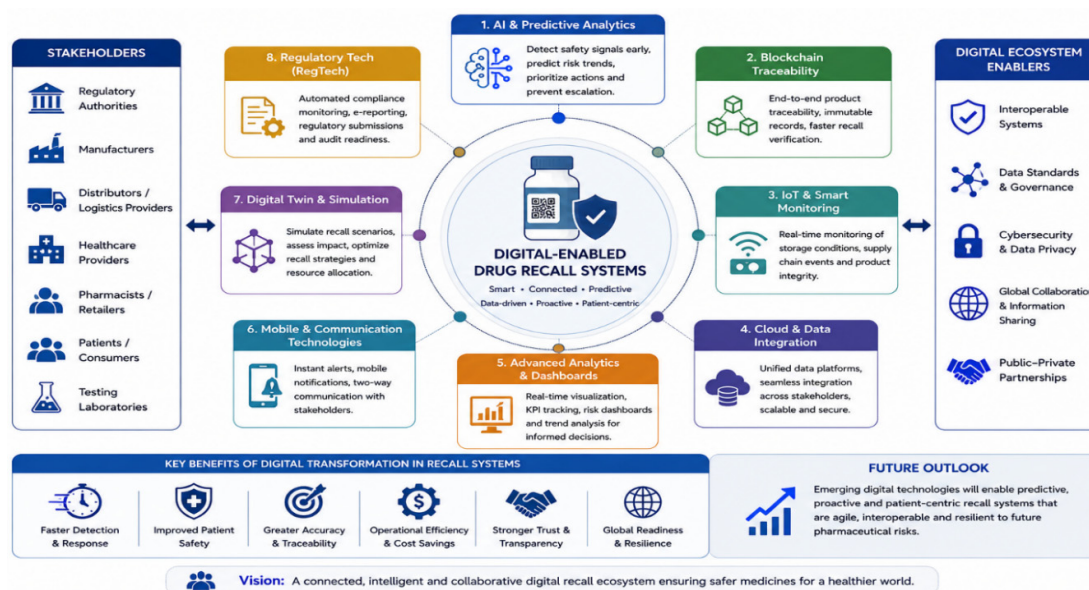 STAKEHOLDERS
Regulatory
Authorities
Manufacturers
Distributors /
Logistics Providers
Healthcare
Providers
Pharmacists /
Retailers
Patients /
Consumers
Testing
Laboratories
1. AI & Predictive Analytics
Detect safety signals early,
predict risk trends,
prioritize actions and
prevent escalation.
2. Blockchain
Traceability
End-to-end product
traceability, immutable
records, faster recall
verification.
3. IoT & Smart
Monitoring
Real-time monitoring of
storage conditions, supply
chain events and product
integrity.
4. Cloud & Data
Integration
Unified data platforms,
seamless integration
across stakeholders,
scalable and secure.
5. Advanced Analytics
& Dashboards
Real-time visualization,
KPI tracking, risk dashboards
and trend analysis for
informed decisions.
6. Mobile & Communication
Technologies
Instant alerts, mobile
notifications, two-way
communication with
stakeholders.
7. Digital Twin & Simulation
Simulate recall scenarios,
assess impact, optimize
recall strategies and
resource allocation.
8. Regulatory Tech
(RegTech)
Automated compliance
monitoring, e-reporting,
regulatory submissions
and audit readiness.
DIGITAL-ENABLED
DRUG RECALL SYSTEMS
Smart • Connected • Predictive
Data-driven • Proactive • Patient-centric
DIGITAL ECOSYSTEM
ENABLERS
Interoperable
Systems
Data Standards
& Governance
Cybersecurity
& Data Privacy
Global Collaboration
& Information
Sharing
Public–Private
Partnerships
KEY BENEFITS OF DIGITAL TRANSFORMATION IN RECALL SYSTEMS
Faster Detection
& Response
Improved Patient
Safety
Greater Accuracy
& Traceability
Operational Efficiency
& Cost Savings
Stronger Trust &
Transparency
Global Readiness
& Resilience
FUTURE OUTLOOK
Emerging digital technologies will enable predictive,
proactive and patient-centric recall systems that
are agile, interoperable and resilient to future
pharmaceutical risks.
Vision: A connected, intelligent and collaborative digital recall ecosystem ensuring safer medicines for a healthier world.